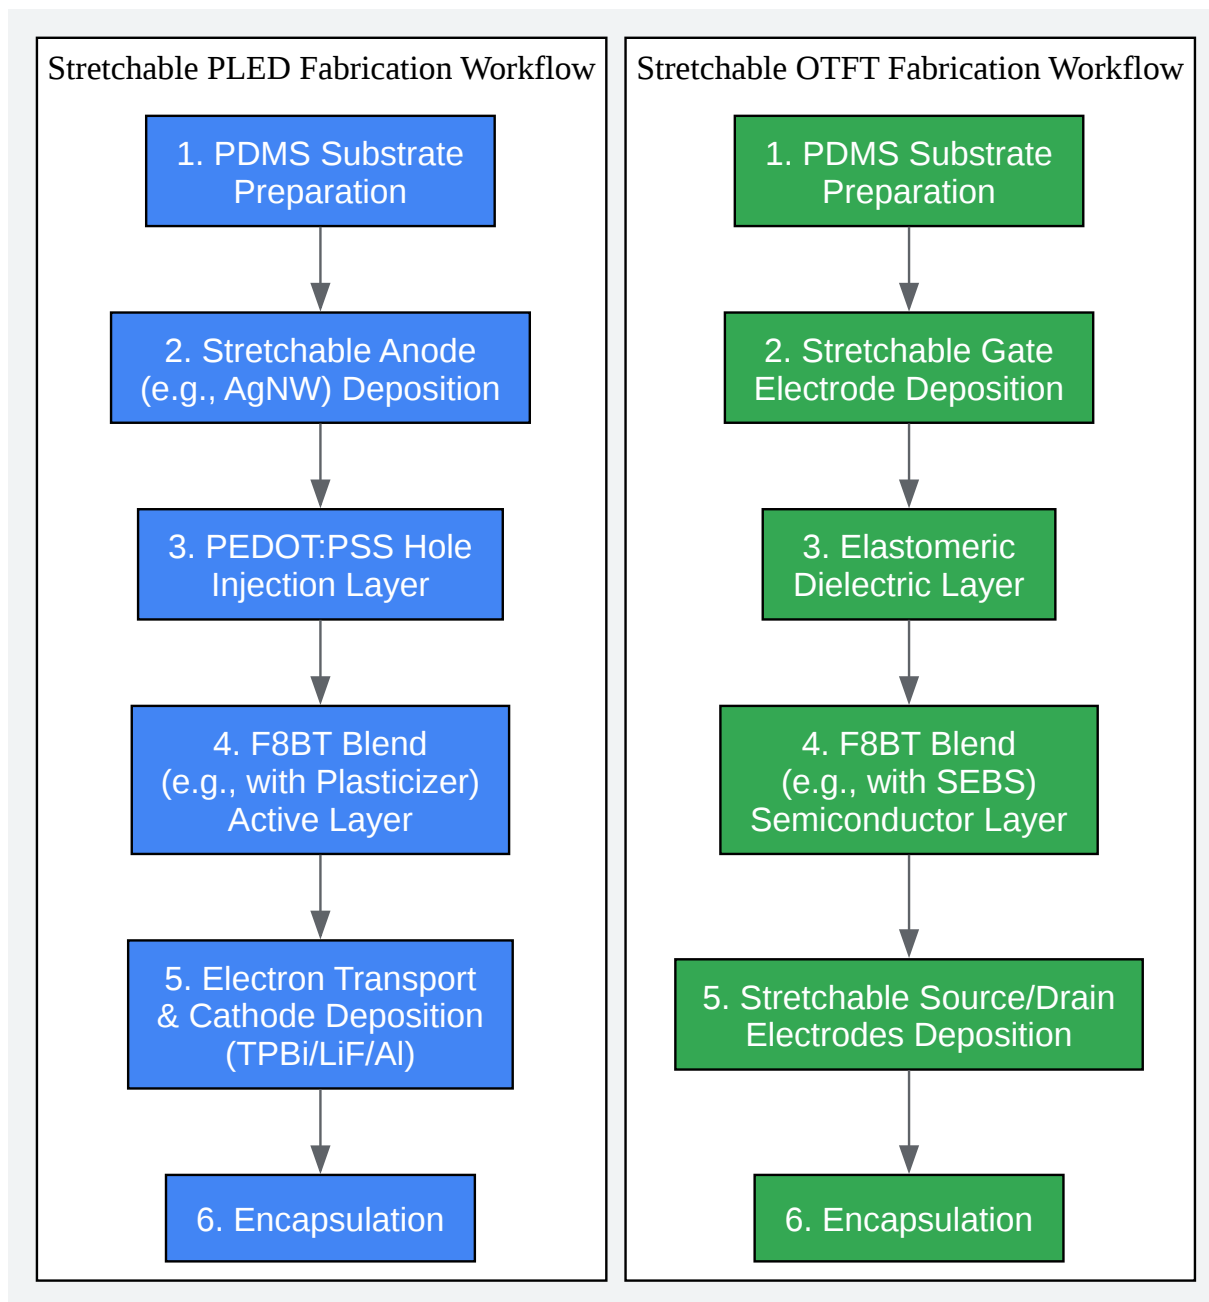 Stretchable PLED Fabrication Workflow
1. PDMS Substrate
Preparation
2. Stretchable Anode
(e.g., AgNW) Deposition
3. PEDOT:PSS Hole
Injection Layer
4. F8BT Blend
(e.g., with Plasticizer)
Active Layer
5. Electron Transport
& Cathode Deposition
(TPBi/LiF/Al)
6. Encapsulation
Stretchable OTFT Fabrication Workflow
1. PDMS Substrate
Preparation
2. Stretchable Gate
Electrode Deposition
3. Elastomeric
Dielectric Layer
4. F8BT Blend
(e.g., with SEBS)
Semiconductor Layer
5. Stretchable Source/Drain
Electrodes Deposition
6. Encapsulation